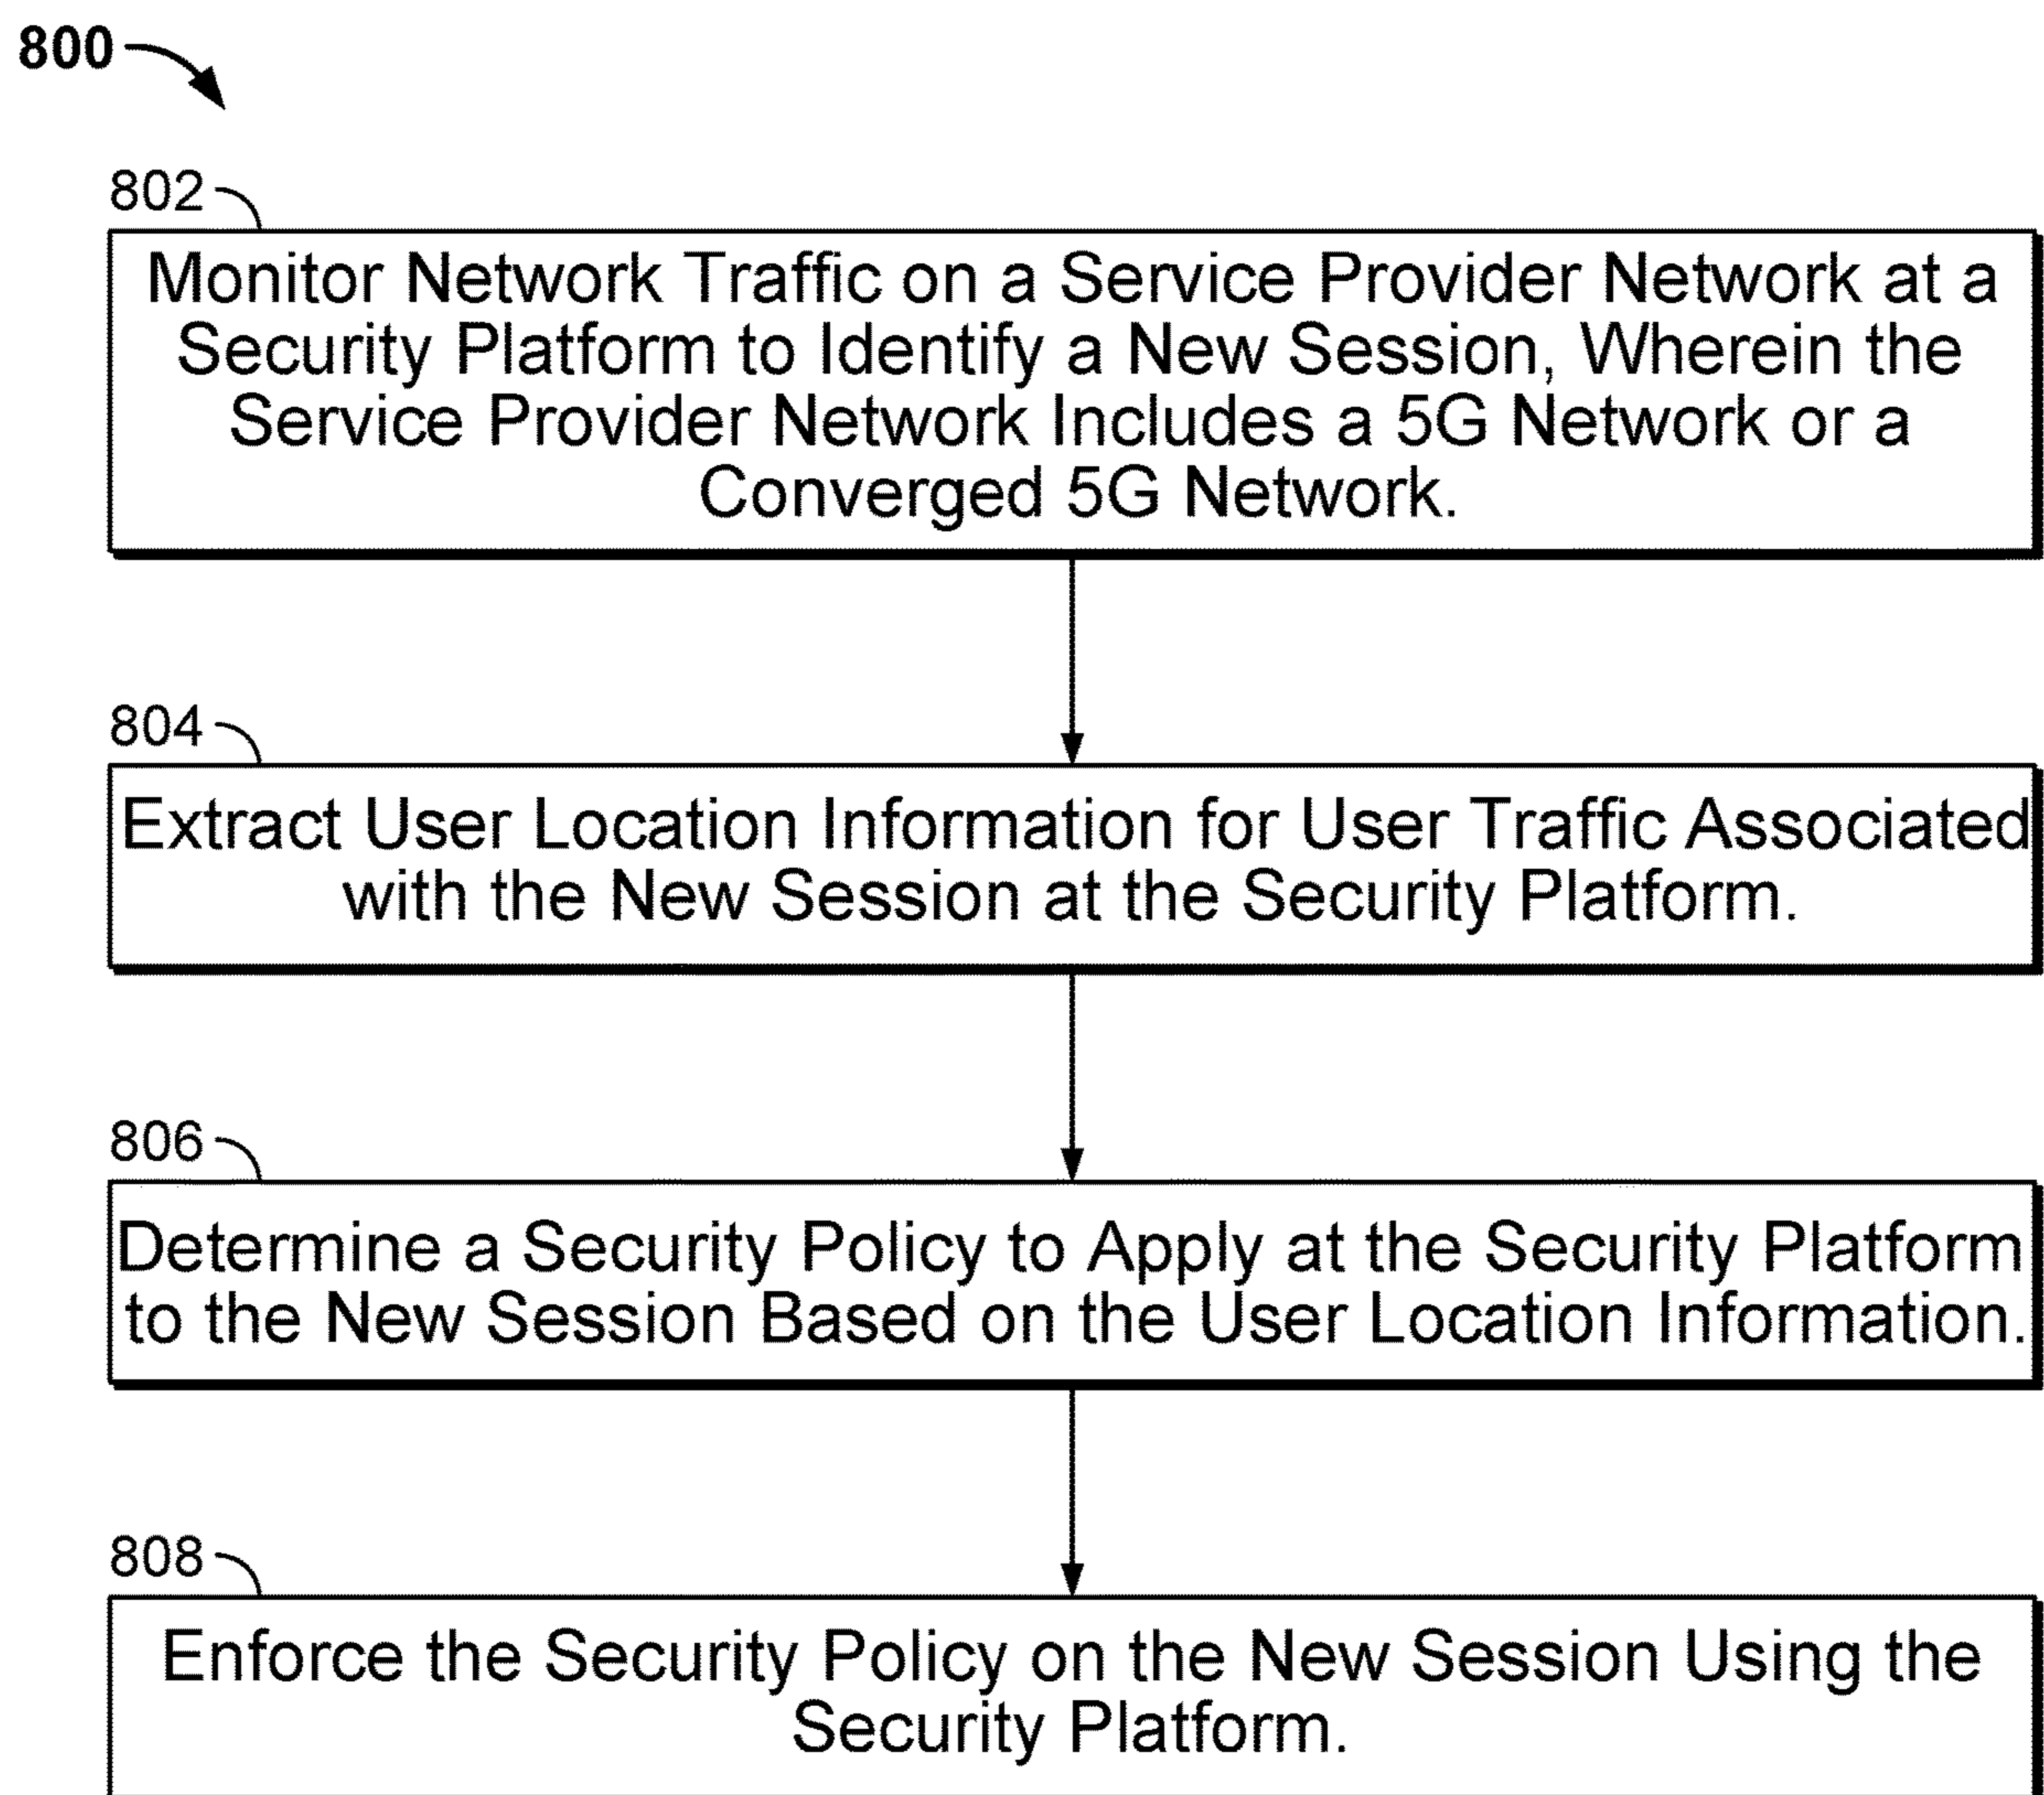 800
802
Monitor Network Traffic on a Service Provider Network at a
Security Platform to Identify a New Session, Wherein the
Service Provider Network Includes a 5G Network or a
Converged 5G Network.
804
Extract User Location Information for User Traffic Associated
with the New Session at the Security Platform.
806
Determine a Security Policy to Apply at the Security Platform
to the New Session Based on the User Location Information.
808
Enforce the Security Policy on the New Session Using the
Security Platform.